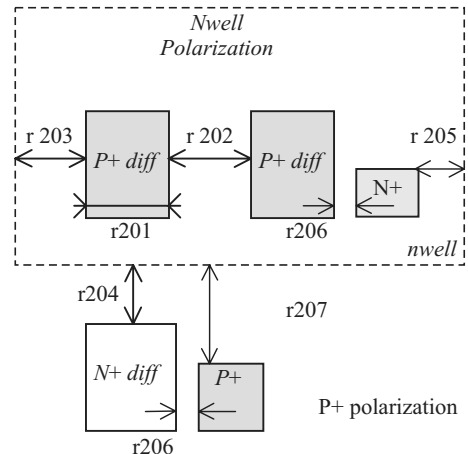 Nwell
Polarization
r 203
r 202
r 205
P+ diff
P+ diff
N+
r201
r206
nwell
r204
r207
N+ diff
P+
P+ polarization
r206